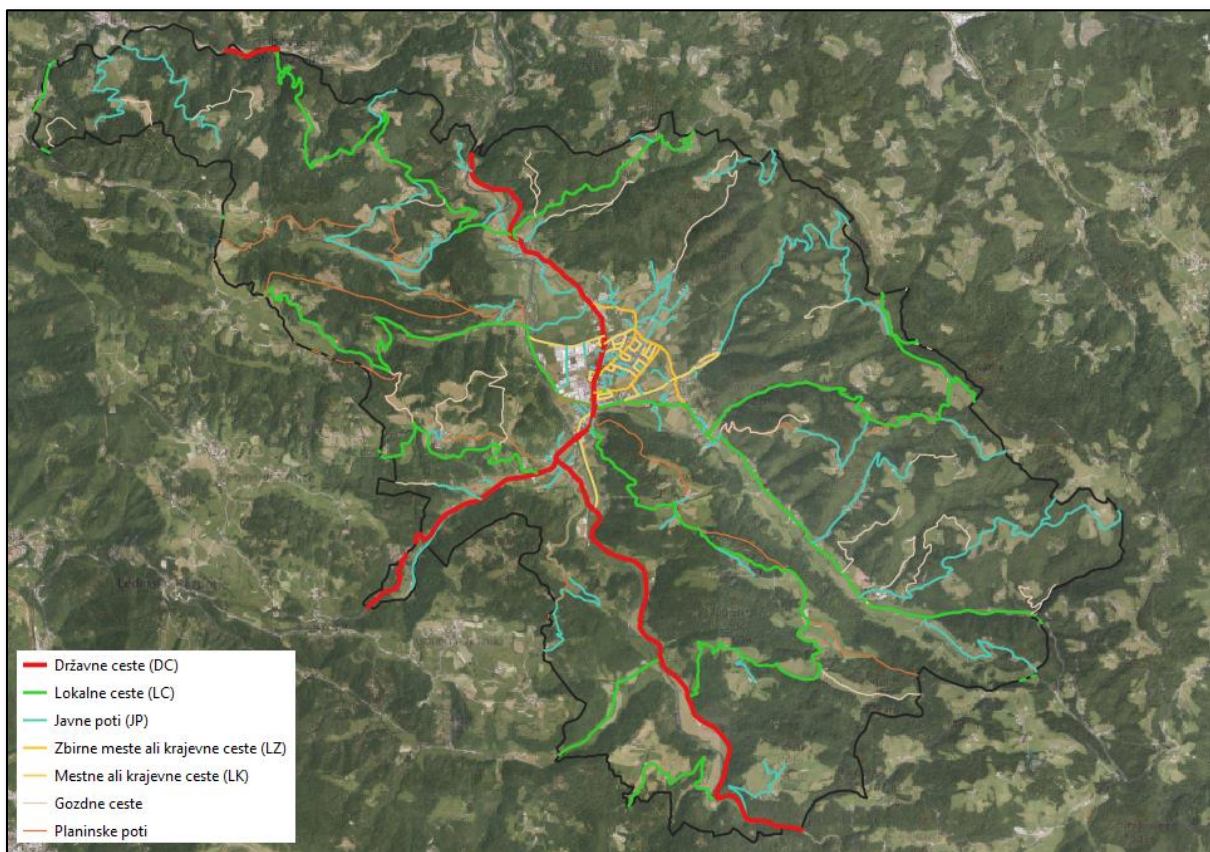 Državne ceste (DC)
Lokalne ceste (LC)
Javne poti (JP)
Zbirne meste ali krajevne ceste (LZ)
Mestne ali krajevne ceste (LK)
Gozdne ceste
Planinske poti